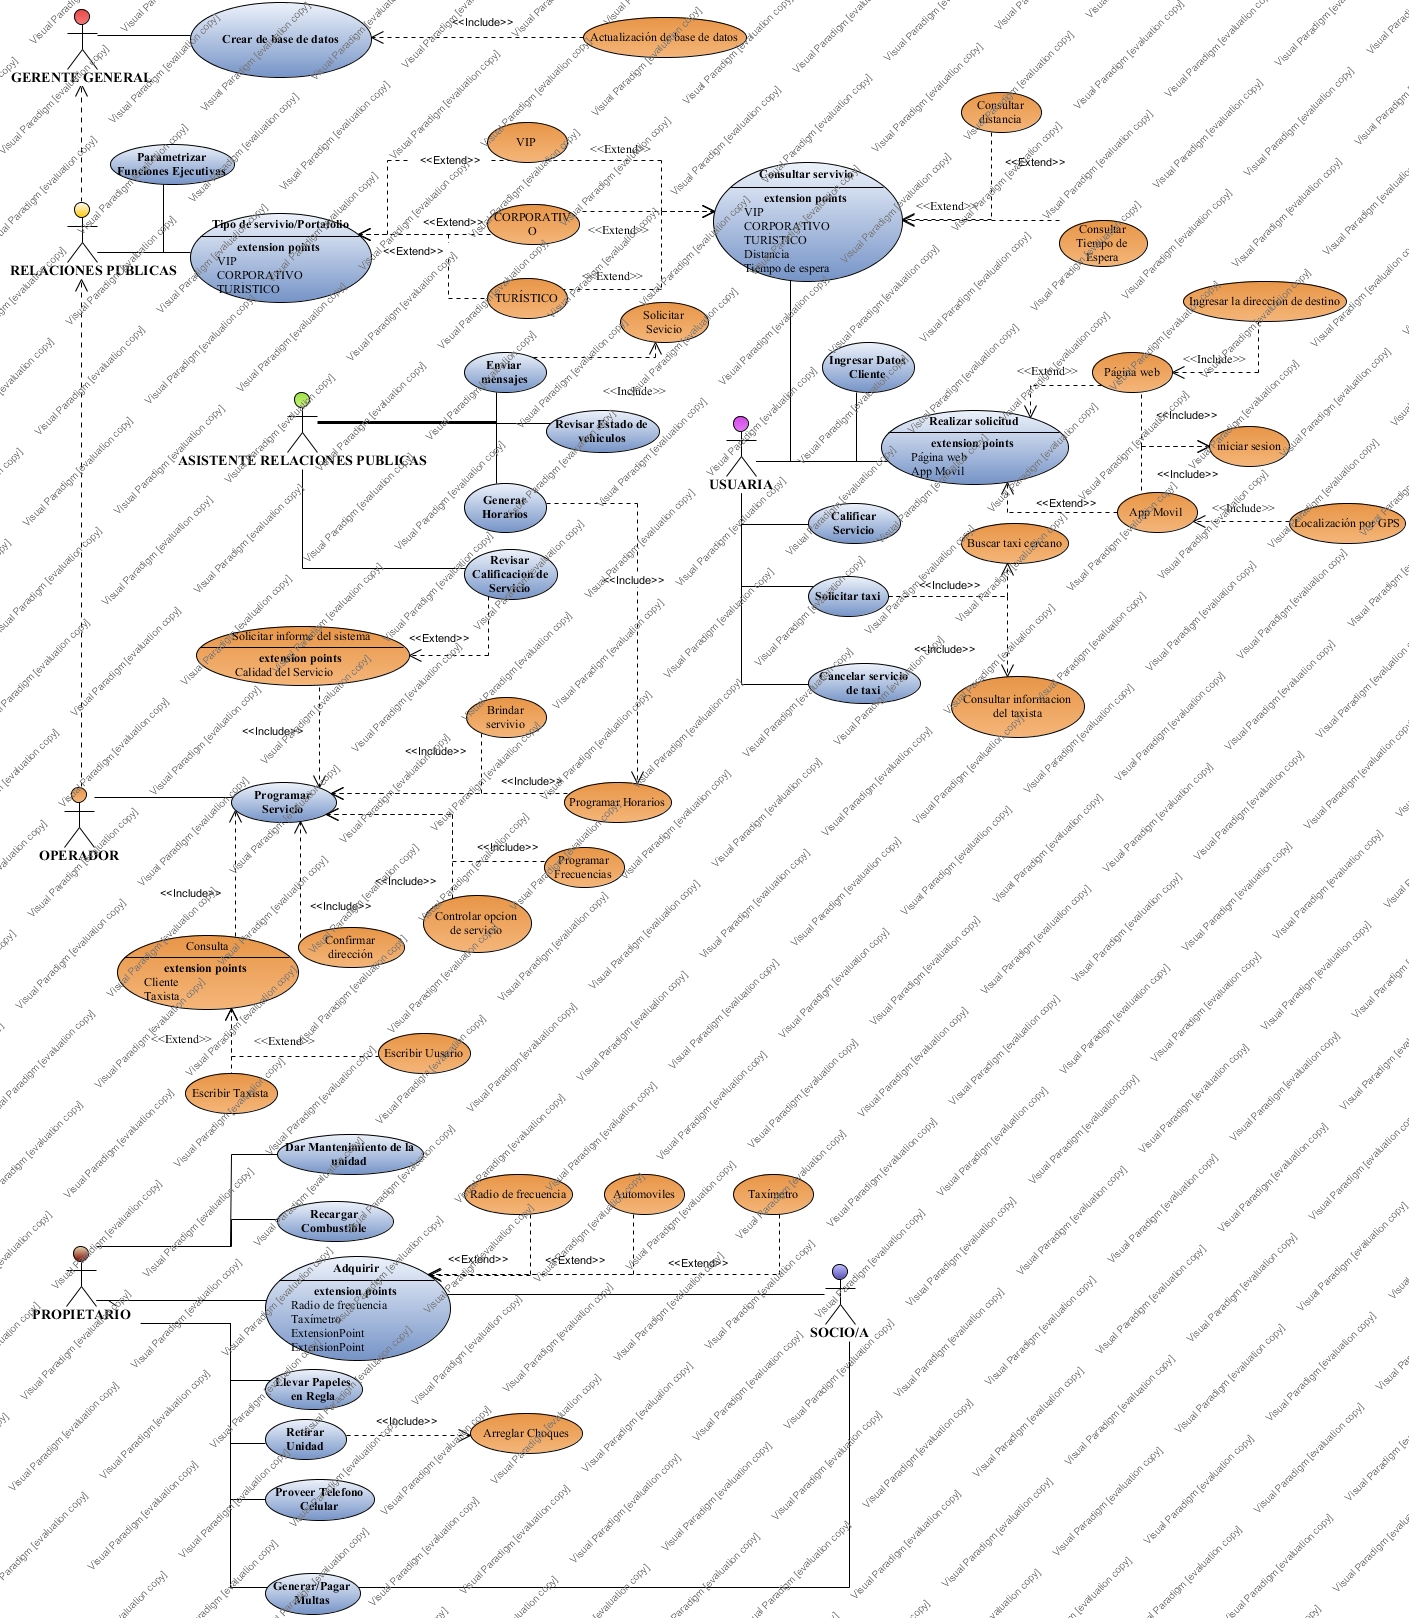 Crear de base de datos
<<Include>>
Actualización de base de datos
GERENTE GENERAL
Consultar
distancia
VIP
<<Extend>>
<<Extend>>
<<Extend>>
Parametrizar
Funciones Ejecutivas
Consultar servivio
extension points
VIP
CORPORATIVO
TURISTICO
Distancia
Tiempo de espera
<<Extend>>
Tipo de servivio/Portafolio
extension points
VIP
CORPORATIVO
TURISTICO
<<Extend>>
CORPORATIV
O
<<Extend>>
<<Extend>>
Consultar
Tiempo de
Espera
RELACIONES PUBLICAS
<<Extend>>
TURÍSTICO
Ingresar la direccion de destino
Solicitar
Sevicio
Enviar
mensajes
<<Include>>
Ingresar Datos
Cliente
<<Extend>>
Página web
<<Include>>
Revisar Estado de
vehiculos
ASISTENTE RELACIONES PUBLICAS
Realizar solicitud
extension points
Página web
App Movil
<<Include>>
iniciar sesion
<<Include>>
USUARIA
Generar
Horarios
<<Extend>>
App Movil
<<Include>>
Localización por GPS
Calificar
Servicio
Buscar taxi cercano
Revisar
Calificacion de
Servicio
<<Include>>
Solicitar taxi
<<Include>>
Solicitar informe del sistema
extension points
Calidad del Servicio
<<Extend>>
<<Include>>
Cancelar servicio
de taxi
Consultar informacion
del taxista
Brindar
servivio
<<Include>>
<<Include>>
<<Include>>
Programar
Servicio
Programar Horarios
OPERADOR
<<Include>>
Programar
Frecuencias
<<Include>>
<<Include>>
<<Include>>
Controlar opcion
de servicio
Consulta
extension points
Cliente
Taxista
Confirmar
dirección
<<Extend>>
<<Extend>>
Escribir Uusario
Escribir Taxista
Dar Mantenimiento de la
unidad
Radio de frecuencia
Automoviles
Taxímetro
Recargar
Combustible
<<Extend>>
<<Extend>>
<<Extend>>
Adquirir
extension points
Radio de frecuencia
Taxímetro
ExtensionPoint
ExtensionPoint
PROPIETARIO
SOCIO/A
Llevar Papeles
en Regla
Retirar
Unidad
<<Include>>
Arreglar Choques
Proveer Telefono
Celular
Generar/Pagar
Multas
Visual Paradigm [evaluation copy]